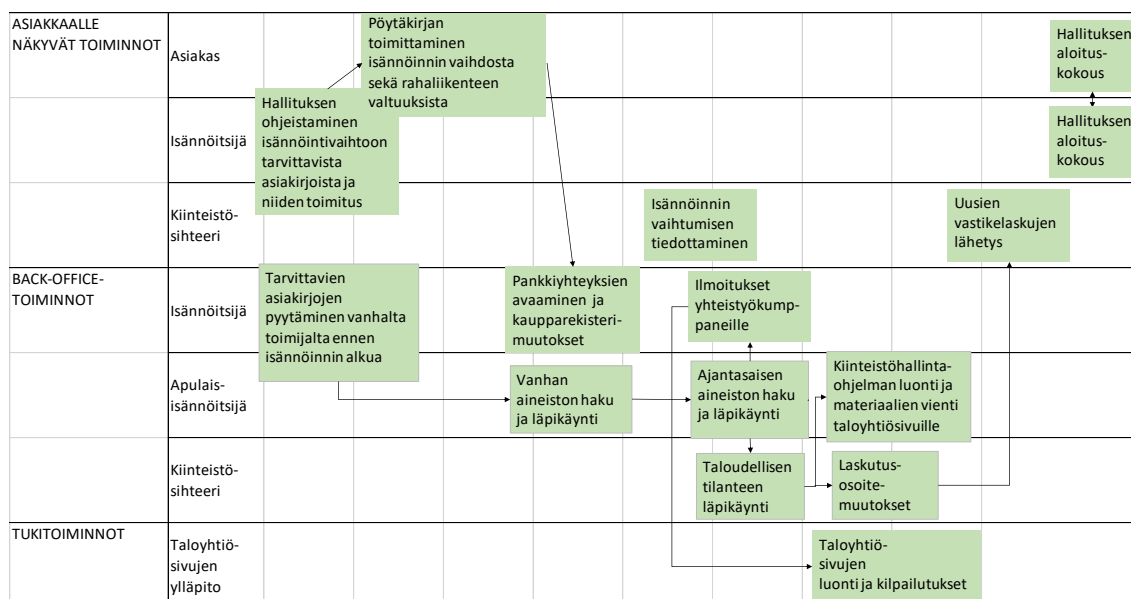 ASIAKKAALLE
NÄKYVÄT TOIMINNOT
Asiakas
Pöytäkirjan
toimittaminen
isännöinnin vaihdosta
sekä rahaliikenteen
valtuuksista
Hallituksen
aloitus-
kokous
Isännöitsijä
Hallituksen
ohjeistaminen
isännöintivaihtoon
tarvittavista
asiakirjoista ja
niiden toimitus
Hallituksen
aloitus-
kokous
Kiinteistö-
sihteeri
Isännöinnin
vaihtumisen
tiedottaminen
Uusien
vastikelaskujen
lähetys
BACK-OFFICE-
TOIMINNOT
Isännöitsijä
Tarvittavien
asiakirjojen
pyytäminen vanhalta
toimijalta ennen
isännöinnin alkua
Pankkiyhteyksien
avaaminen ja
kaupparekisteri-
muutokset
Ilmoitukset
yhteistyökump-
paneille
Apulais-
isännöitsijä
Vanhan
aineiston haku
ja läpikäynti
Ajantasaisen
aineiston haku
ja läpikäynti
Kiinteistöhallinta-
ohjelman luonti ja
materiaalien vienti
taloyhtiösivuille
Kiinteistö-
sihteeri
Taloudellisen
tilanteen
läpikäynti
Laskutus-
osoite-
muutokset
TUKITOIMINNOT
Taloyhtiö-
sivujen
ylläpito
Taloyhtiö-
sivujen
luonti ja kilpailutukset